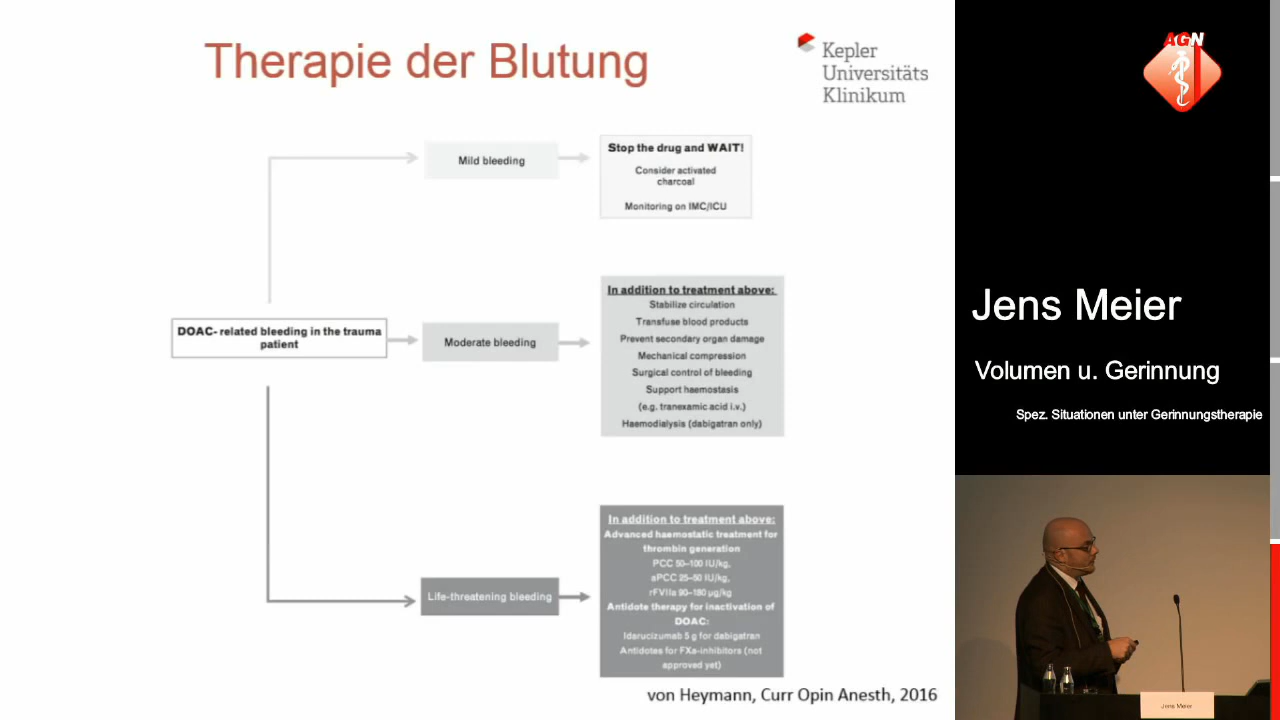 Therapie der Blutung
Kepler
Universitäts
Klinikum
Mild bleeding
Stop the drug and WAIT!
Consider activated
charcoal
Monitoring on IMC/ICU
DOAC- related bleeding in the trauma
patient
Moderate bleeding
In addition to treatment above:
Stabilize circulation
Transfuse blood products
Prevent secondary organ damage
Mechanical compression
Surgical control of bleeding
Support haemostasis
(e.g. tranexamic acid i.v.)
Haemodialysis (dabigatran only)
Life-threatening bleeding
In addition to treatment above:
Advanced haemostatic treatment for
thrombin generation
PCC 50–100 IU/kg,
aPCC 25–50 IU/kg,
rFVIIa 90–180 µg/kg
Antidote therapy for inactivation of
DOAC:
Idarucizumab 5 g for dabigatran
Antidotes for FXa-inhibitors (not
approved yet)
von Heymann, Curr Opin Anesth, 2016
AGN
Jens Meier
Volumen u. Gerinnung
Spez. Situationen unter Gerinnungstherapie
Jens Meier